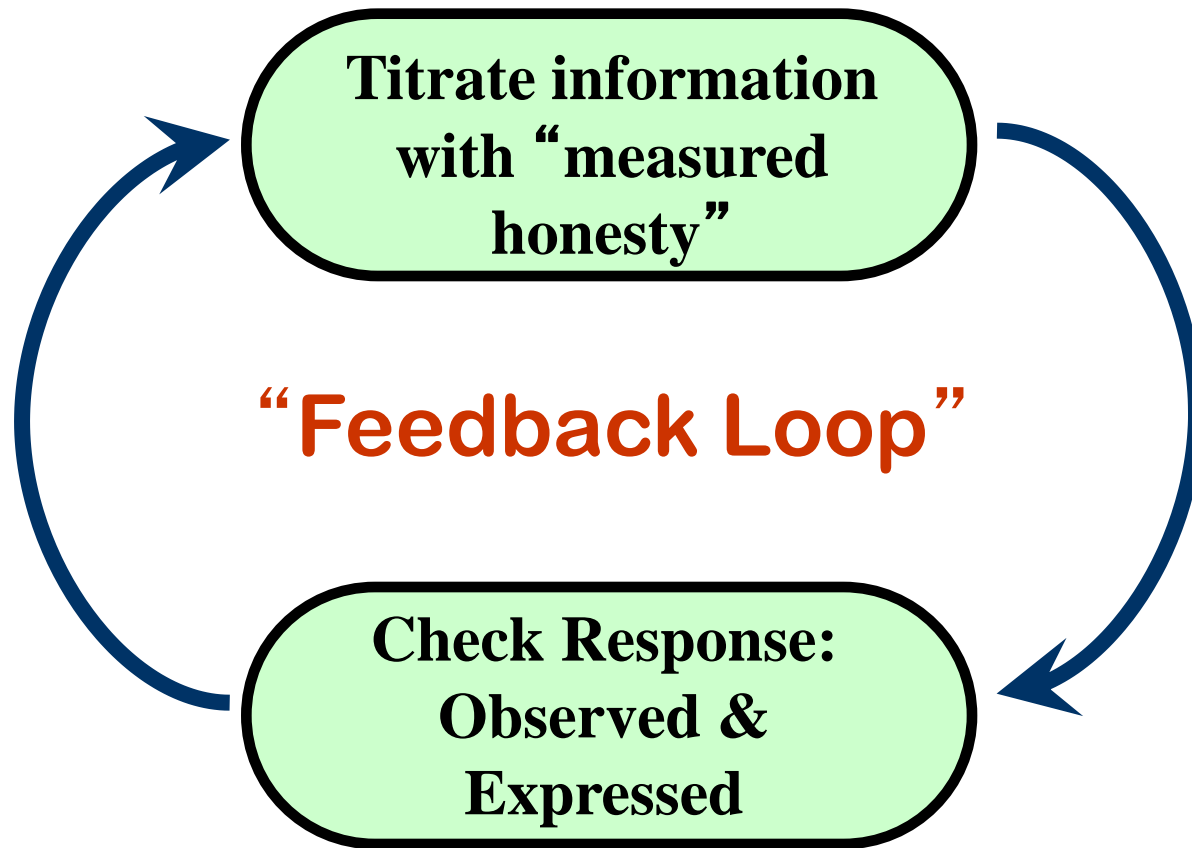 Titrate information
with “measured
honesty”
“Feedback Loop”
Check Response:
Observed &
Expressed